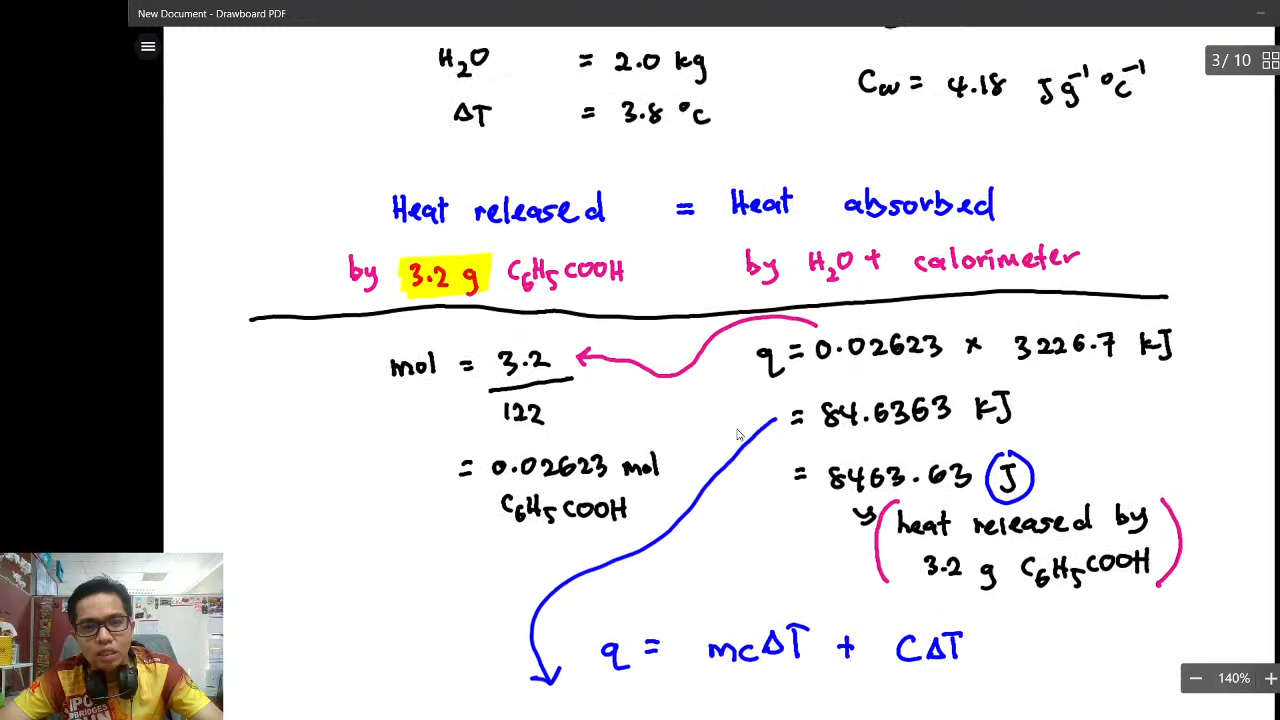 New Document - Drawboard PDF
3 / 10
H₂O = 2.0 kg
Cw = 4.18 Jg⁻¹ °C⁻¹
ΔT = 3.8 °C
Heat released = Heat absorbed
by 3.2 g C₆H₅COOH by H₂O + calorimeter
mol = 3.2
122
= 0.02623 mol
C₆H₅COOH
q = 0.02623 × 3226.7 kJ
= 84.6363 kJ
= 8463.63 J
(heat released by
3.2 g C₆H₅COOH)
q = mcΔT + CΔT
140%